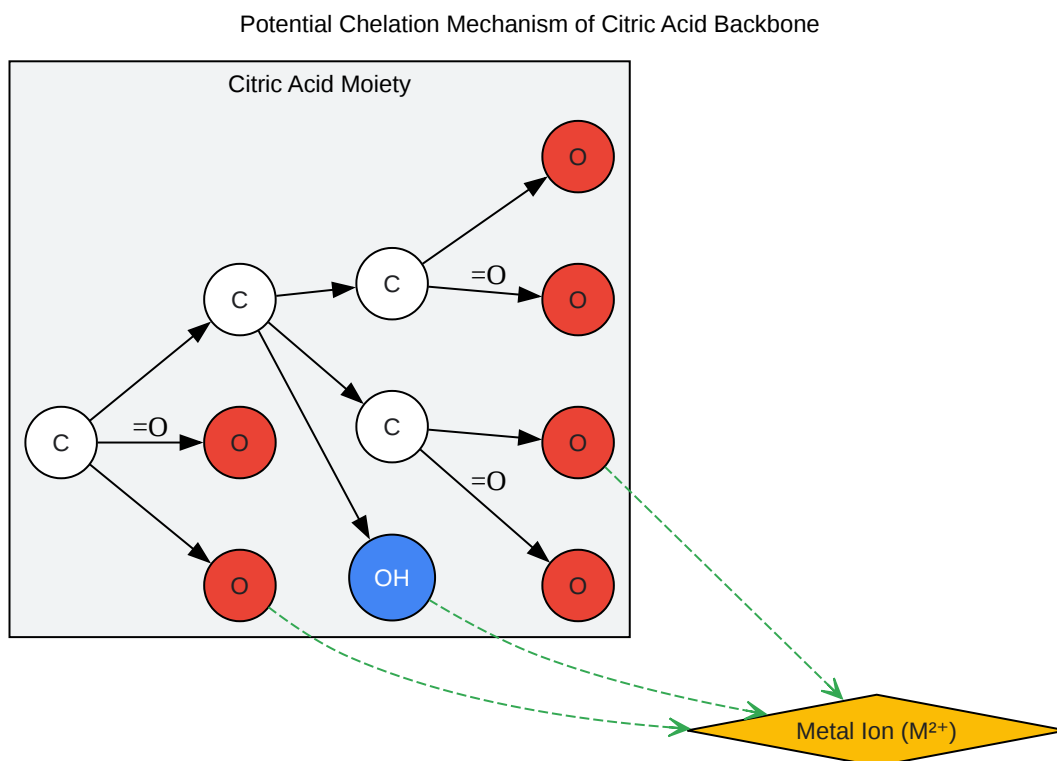 Potential Chelation Mechanism of Citric Acid Backbone
Citric Acid Moiety
O
C
=O
O
C
C
=O
O
C
O
=O
O
OH
O
Metal Ion (M²⁺)